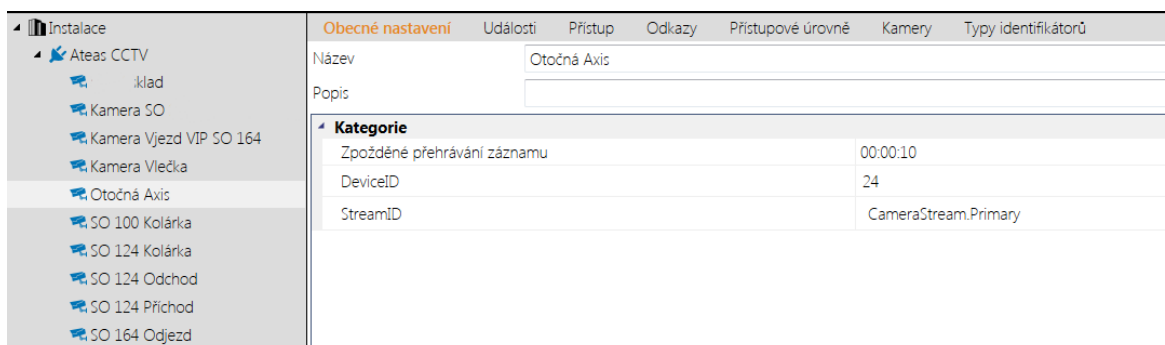 Instalace
Ateas CCTV
klad
Kamera SO
Kamera Vjezd VIP SO 164
Kamera Vlečka
Otočná Axis
SO 100 Kolárka
SO 124 Kolárka
SO 124 Odchod
SO 124 Příchod
SO 164 Odjezd
Obecné nastavení Události Přístup Odkazy Přístupové úrovně Kamery Typy identifikátorů
Název Otočná Axis
Popis
Kategorie
Zpožděné přehrávání záznamu 00:00:10
DeviceID 24
StreamID CameraStream.Primary